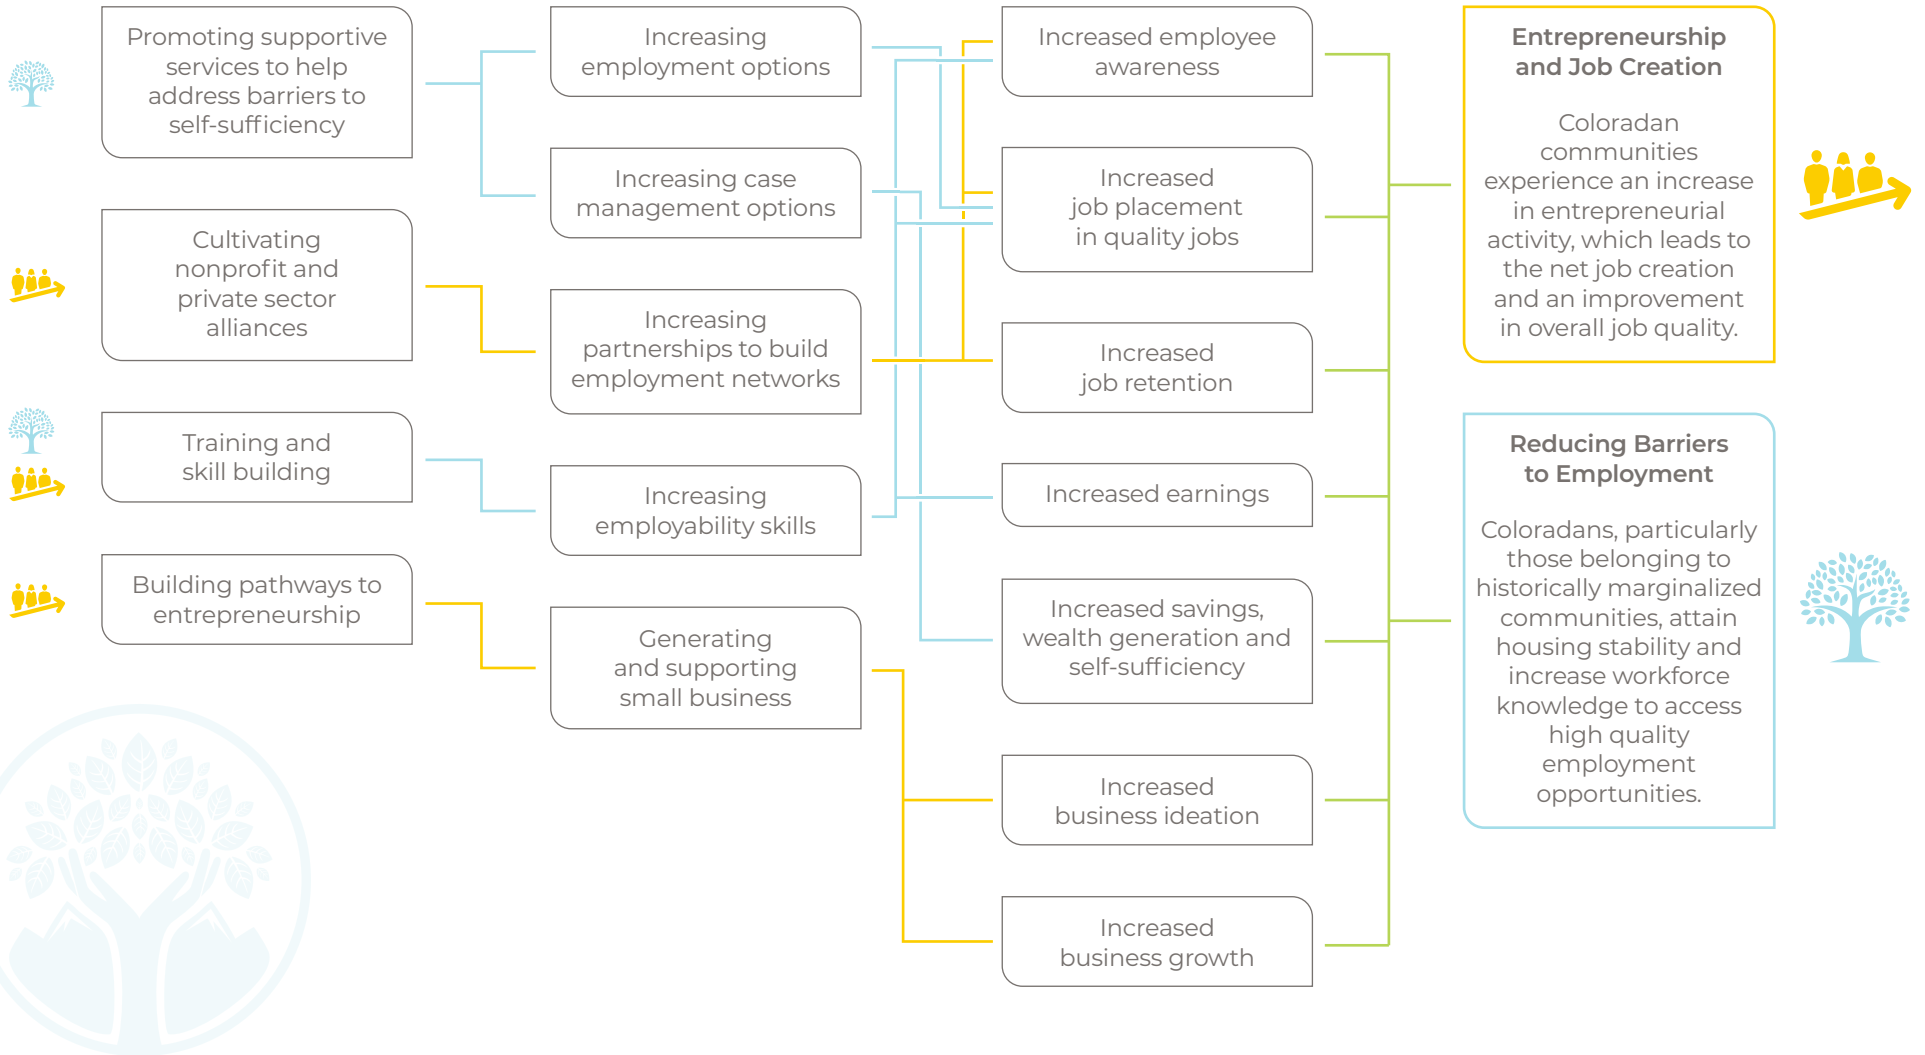 Promoting supportive
services to help
address barriers to
self-sufficiency
Cultivating
nonprofit and
private sector
alliances
Training and
skill building
Building pathways to
entrepreneurship
Increasing
employment options
Increasing case
management options
Increasing
partnerships to build
employment networks
Increasing
employability skills
Generating
and supporting
small business
Increased employee
awareness
Increased
job placement
in quality jobs
Increased
job retention
Increased earnings
Increased savings,
wealth generation and
self-sufficiency
Increased
business ideation
Increased
business growth
Entrepreneurship
and Job Creation
Coloradan
communities
experience an increase
in entrepreneurial
activity, which leads to
the net job creation
and an improvement
in overall job quality.
Reducing Barriers
to Employment
Coloradans, particularly
those belonging to
historically marginalized
communities, attain
housing stability and
increase workforce
knowledge to access
high quality
employment
opportunities.